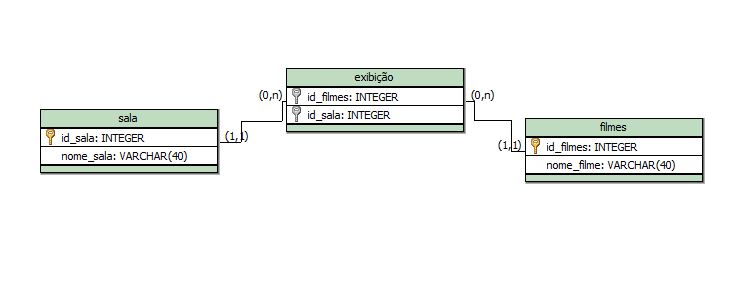 exibição
(0,n)
id_filmes: INTEGER
(0,n)
id_sala: INTEGER
sala
id_sala: INTEGER
(1,1)
nome_sala: VARCHAR(40)
filmes
(1,1)
id_filmes: INTEGER
nome_filme: VARCHAR(40)